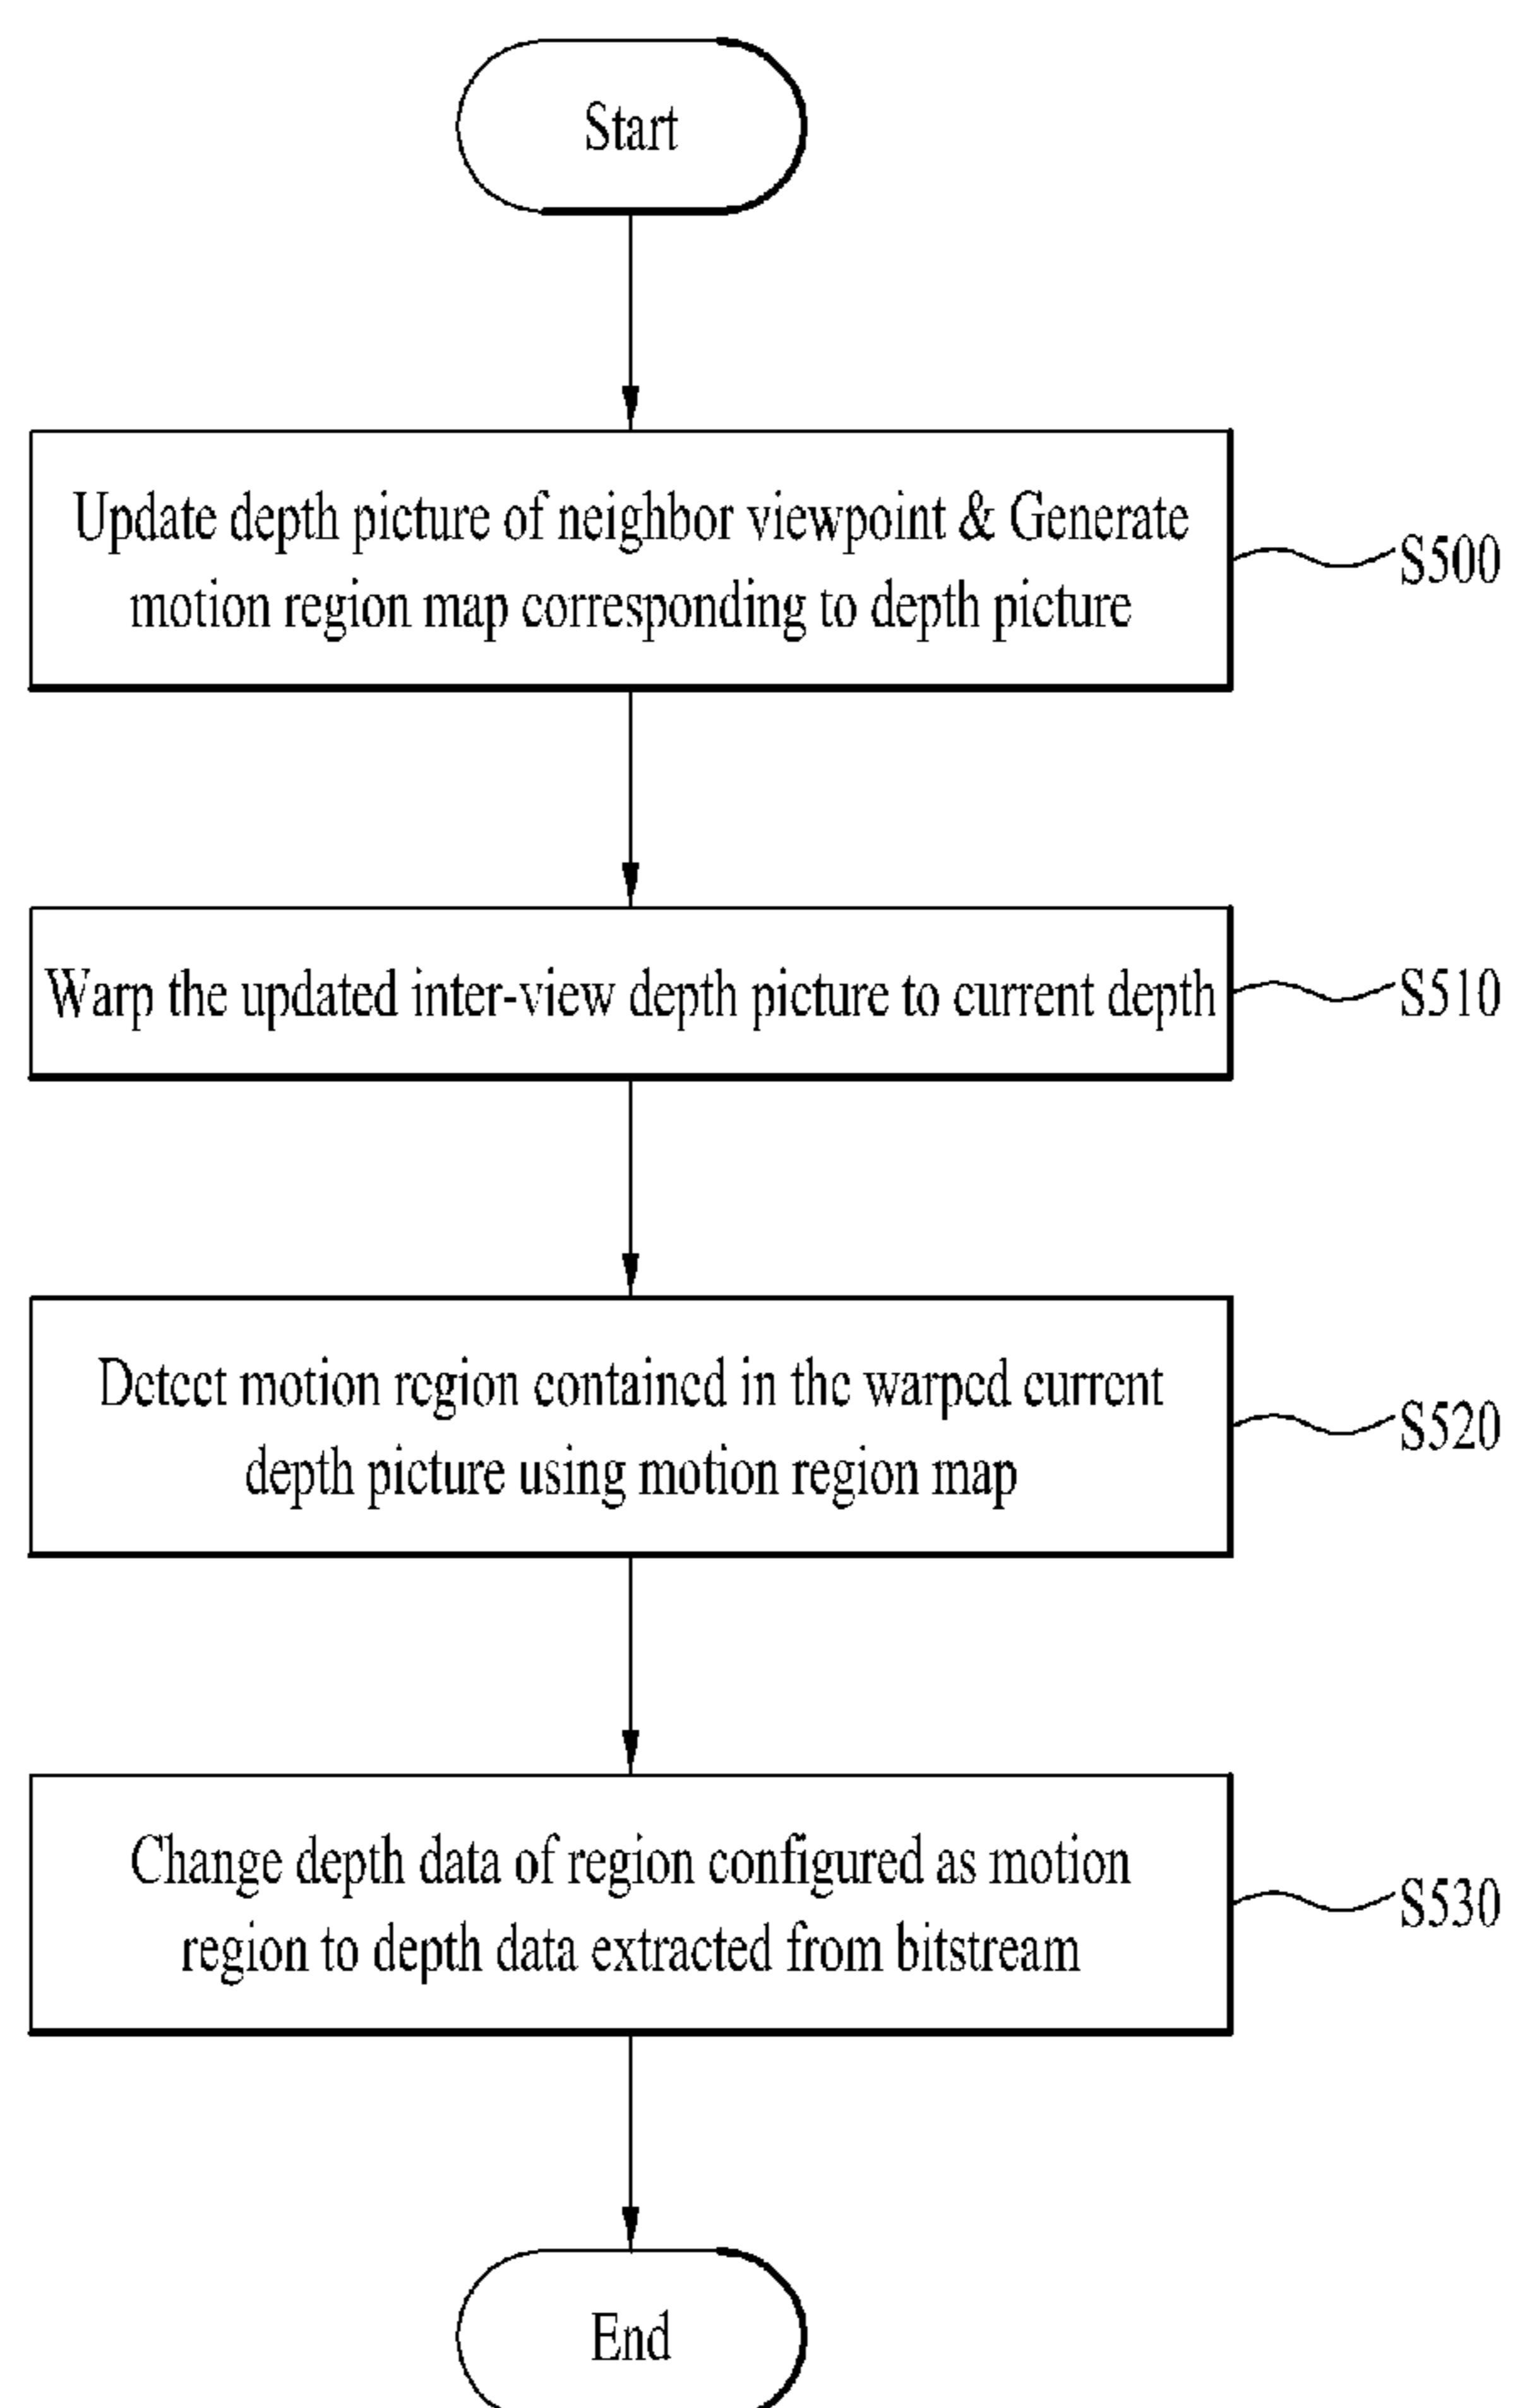 Start
Update depth picture of neighbor viewpoint & Generate
motion region map corresponding to depth picture
S500
Warp the updated inter-view depth picture to current depth
S510
Detect motion region contained in the warped current
depth picture using motion region map
S520
Change depth data of region configured as motion
region to depth data extracted from bitstream
S530
End